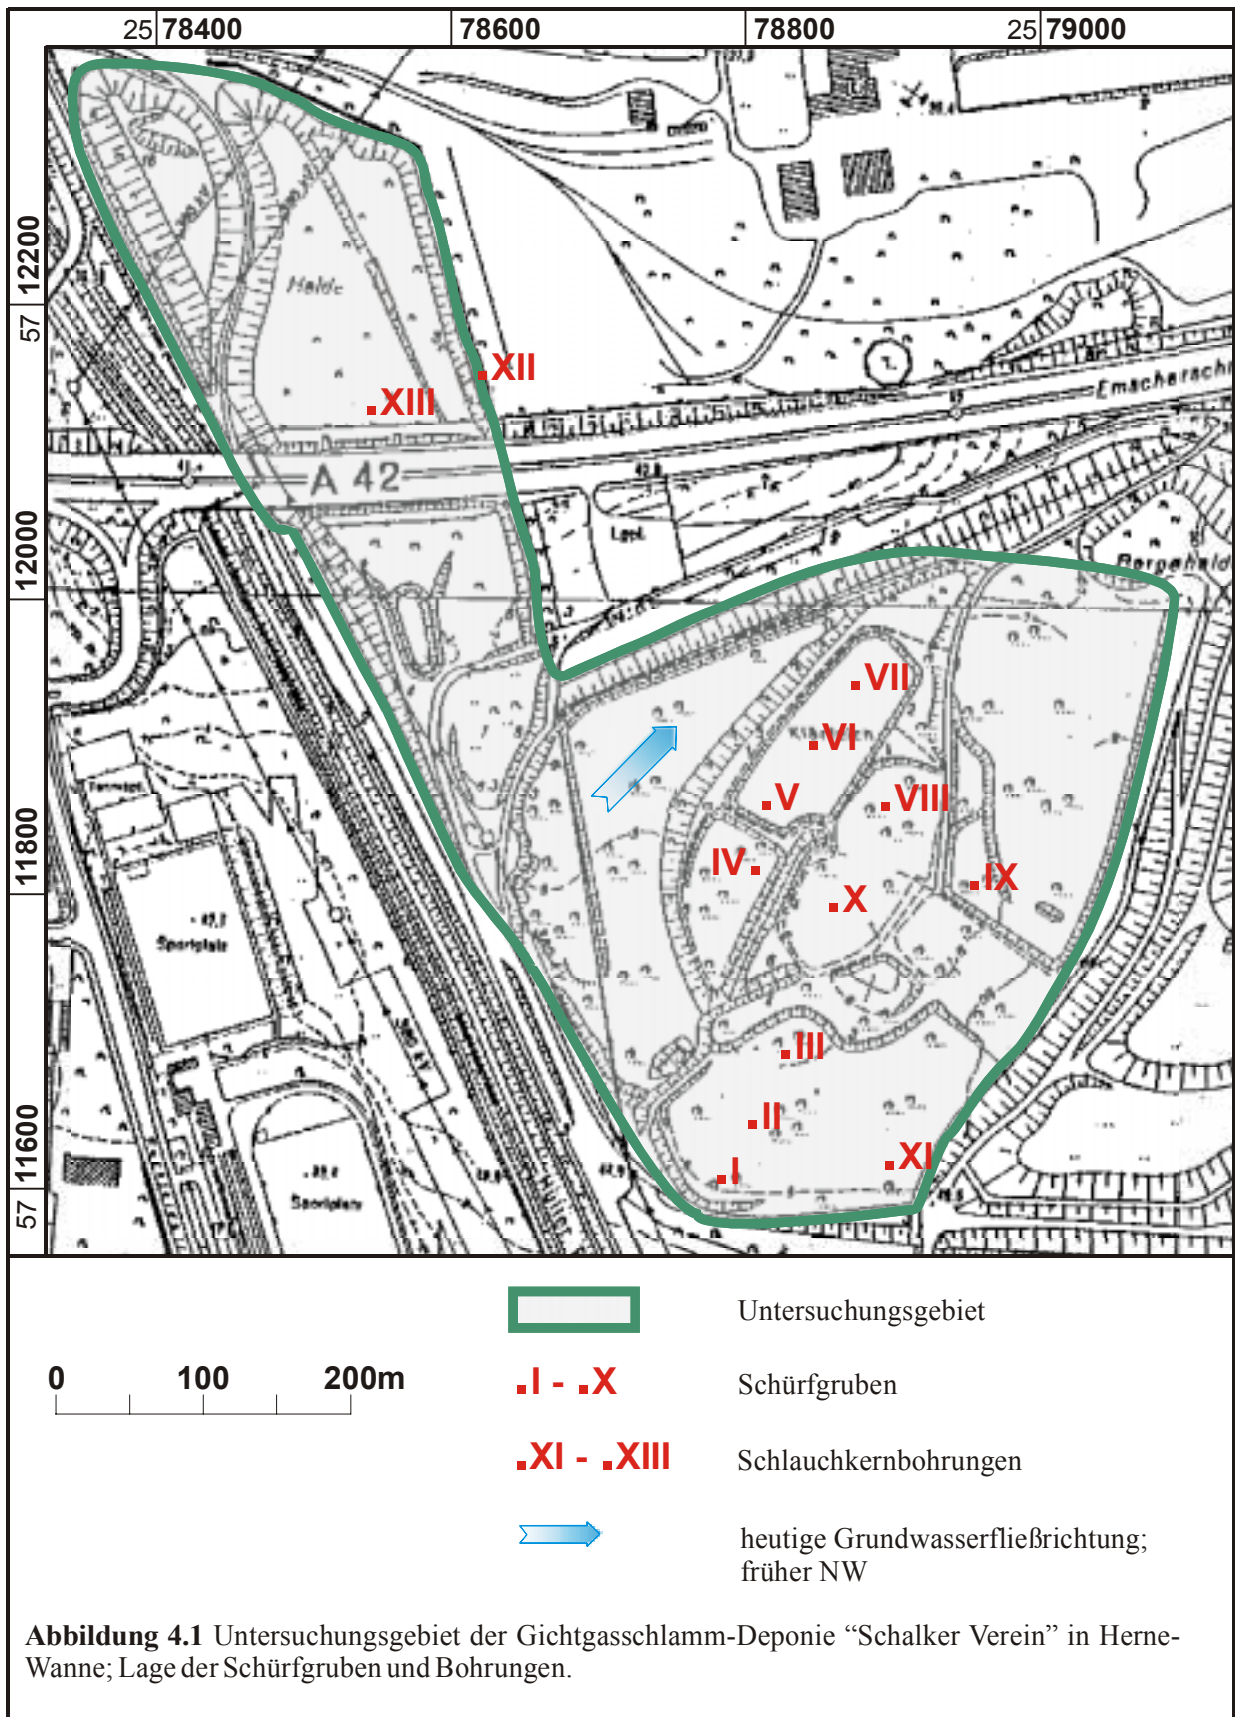 25 78400 78600 78800 25 79000
57 12200
12000
11800
57 11600
Halde
XII
XIII
A 42
Emscherschn
Lgpl.
Bergehald
VII
VI
V
VIII
IV
IX
X
III
II
XI
I
Sportplatz
Sportplatz
0 100 200m
Untersuchungsgebiet
.I - .X Schürfgruben
.XI - .XIII Schlauchkernbohrungen
heutige Grundwasserfließrichtung;
früher NW
Abbildung 4.1 Untersuchungsgebiet der Gichtgasschlamm-Deponie “Schalker Verein” in Herne-
Wanne; Lage der Schürfgruben und Bohrungen.